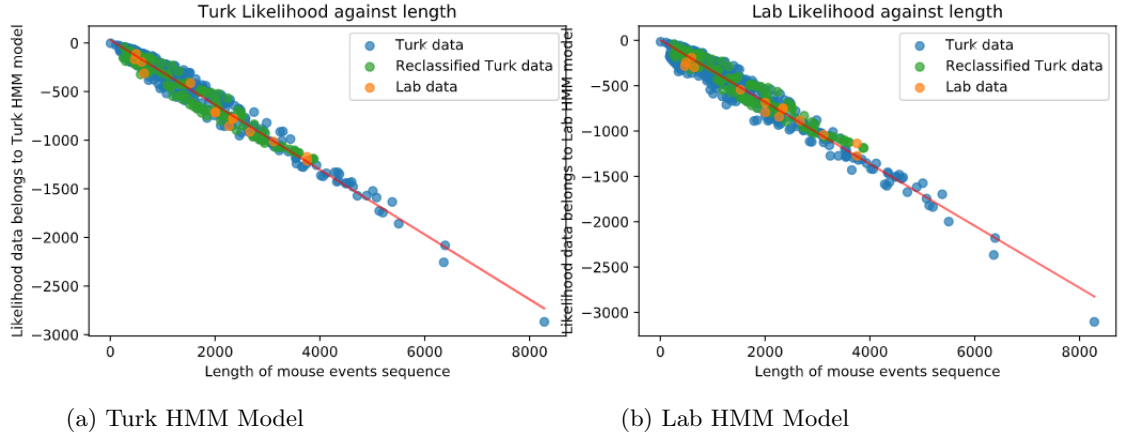 Turk Likelihood against length
Likelihood data belongs to Turk HMM model
0
−500
−1000
−1500
−2000
−2500
−3000
Turk data
Reclassified Turk data
Lab data
0
2000
4000
6000
8000
Length of mouse events sequence
(a) Turk HMM Model
Lab Likelihood against length
Likelihood data belongs to Lab HMM model
0
−500
−1000
−1500
−2000
−2500
−3000
Turk data
Reclassified Turk data
Lab data
0
2000
4000
6000
8000
Length of mouse events sequence
(b) Lab HMM Model